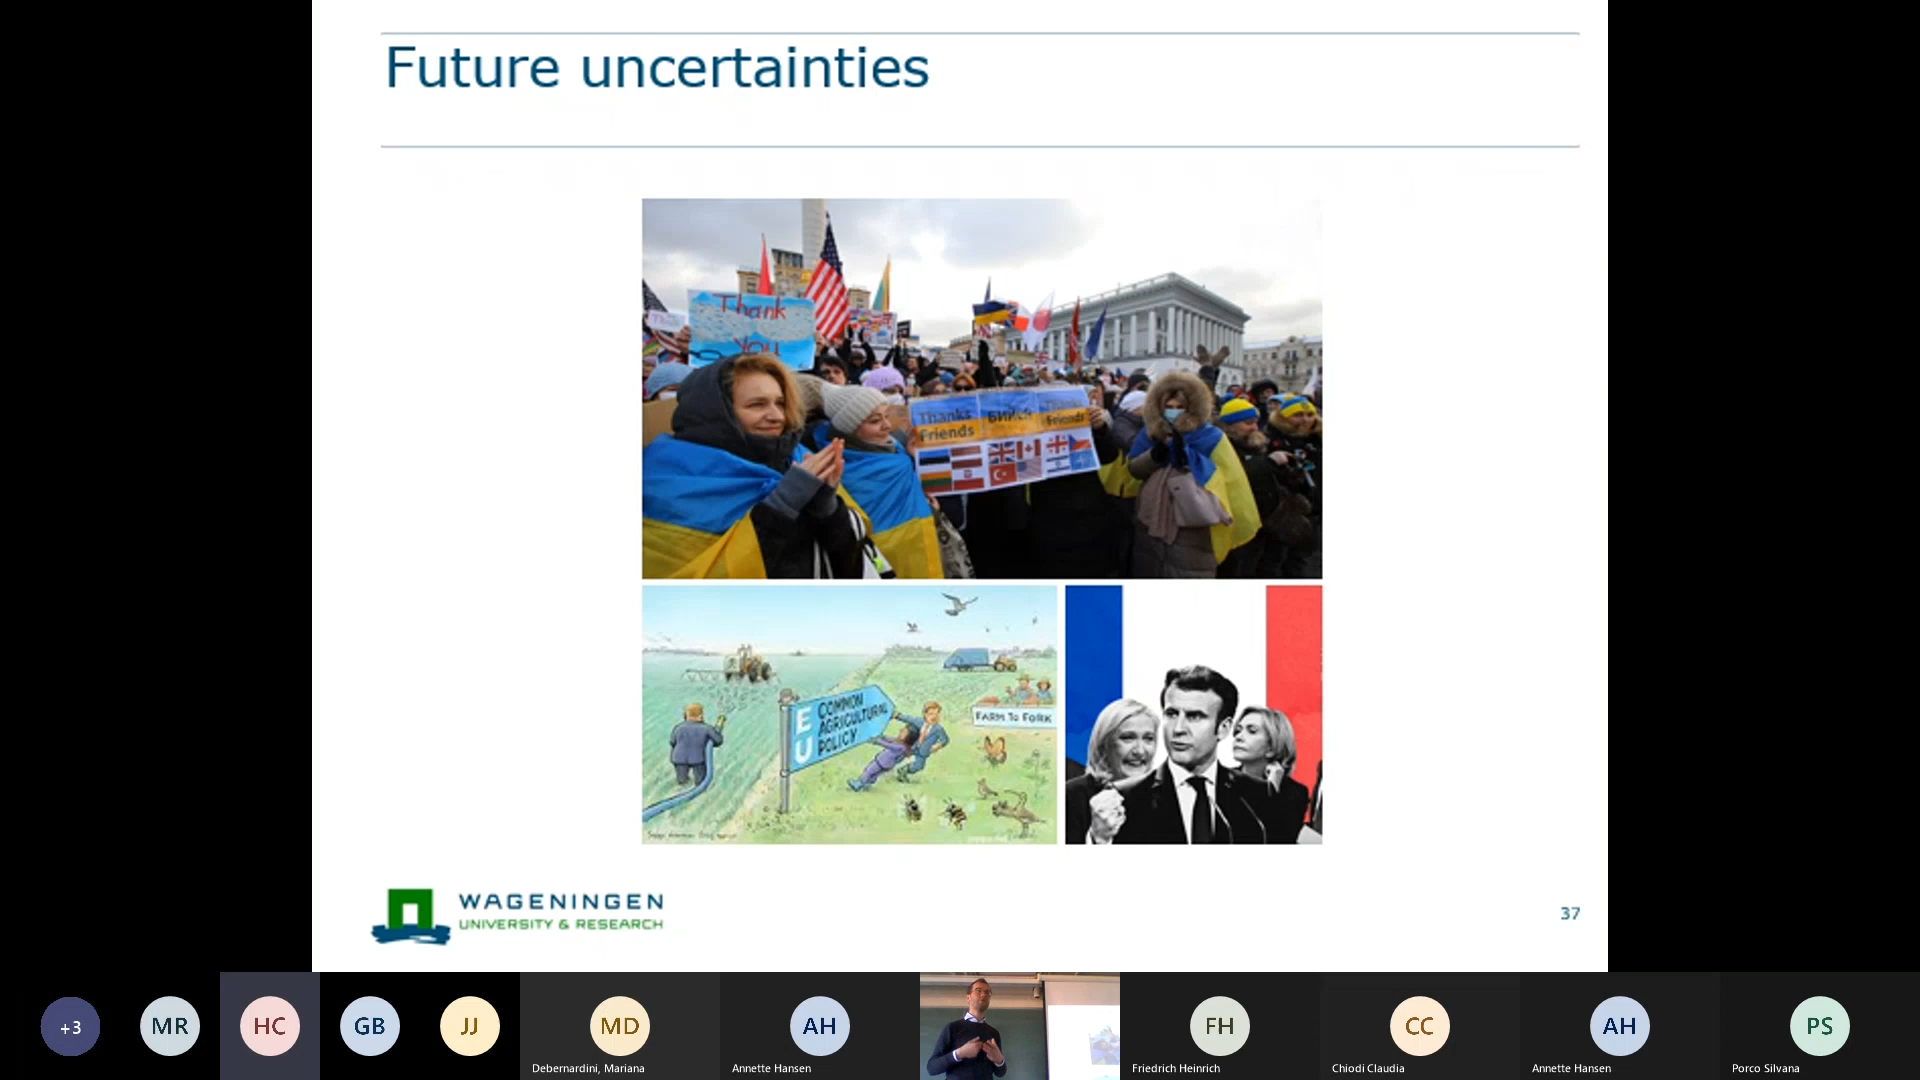 Future uncertainties
Thank
YOU
Thanks
Friends
Thanks
Friends
E
U
COMMON
AGRICULTURAL
POLICY
FARM TO FORK
WAGENINGEN
UNIVERSITY & RESEARCH
37
+3
MR
HC
GB
JJ
MD
AH
FH
CC
AH
PS
Debernardini, Mariana
Annette Hansen
Friedrich Heinrich
Chiodi Claudia
Annette Hansen
Porco Silvana